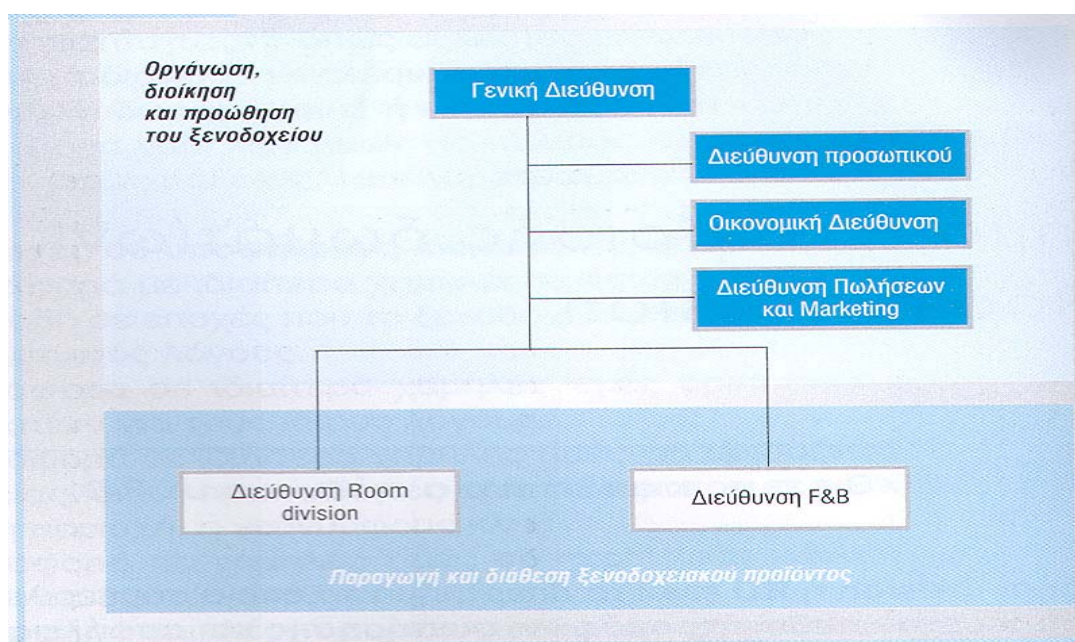 Οργάνωση,
διοίκηση
και προώθηση
του ξενοδοχείου
Γενική Διεύθυνση
Διεύθυνση προσωπικού
Οικονομική Διεύθυνση
Διεύθυνση Πωλήσεων
και Marketing
Διεύθυνση Room
division
Διεύθυνση F&B
Παραγωγή και διάθεση ξενοδοχειακού προϊόντος